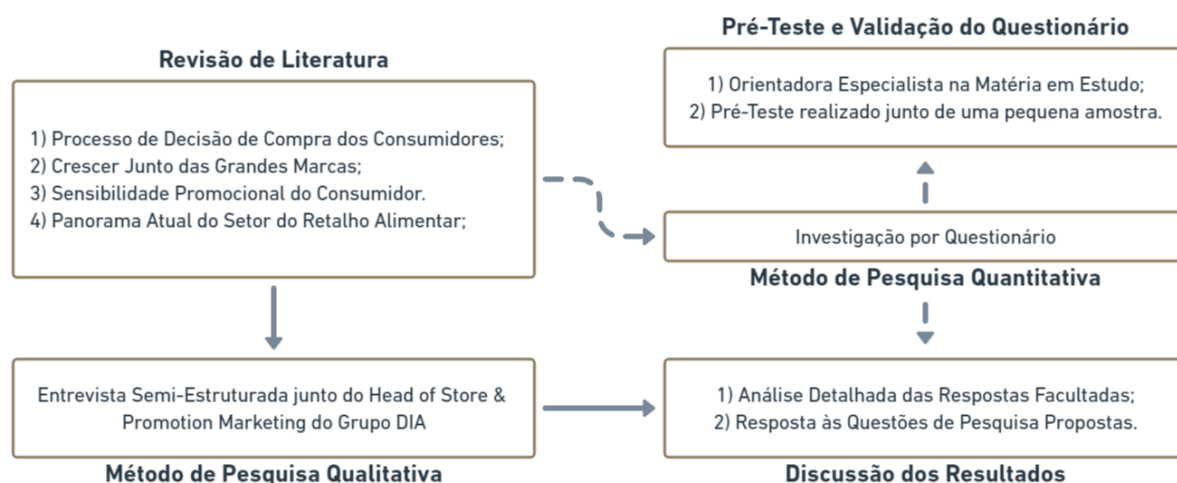 Revisão de Literatura
1) Processo de Decisão de Compra dos Consumidores;
2) Crescer Junto das Grandes Marcas;
3) Sensibilidade Promocional do Consumidor.
4) Panorama Atual do Setor do Retalho Alimentar;
Entrevista Semi-Estruturada junto do Head of Store &
Promotion Marketing do Grupo DIA
Método de Pesquisa Qualitativa
Pré-Teste e Validação do Questionário
1) Orientadora Especialista na Matéria em Estudo;
2) Pré-Teste realizado junto de uma pequena amostra.
Investigação por Questionário
Método de Pesquisa Quantitativa
1) Análise Detalhada das Respostas Facultadas;
2) Resposta às Questões de Pesquisa Propostas.
Discussão dos Resultados